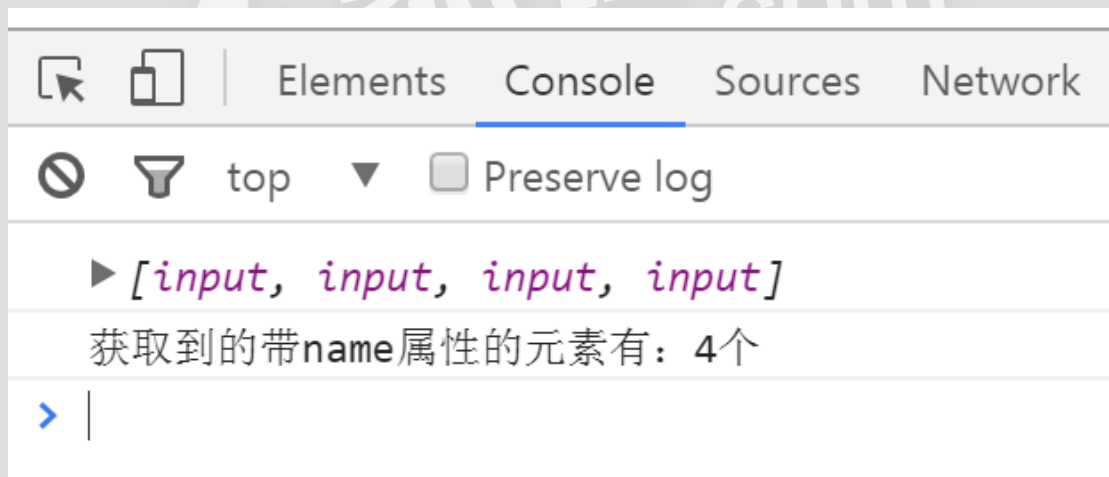 Elements Console Sources Network
top Preserve log
[input, input, input, input]
获取到的带name属性的元素有：4个